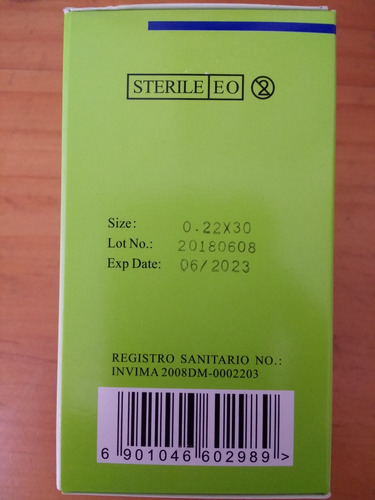 STERILE EO 2
Size: 0.22X30
Lot No.: 20180608
Exp Date: 06/2023
REGISTRO SANITARIO NO.:
INVIMA 2008DM-0002203
6 901046 602989 >